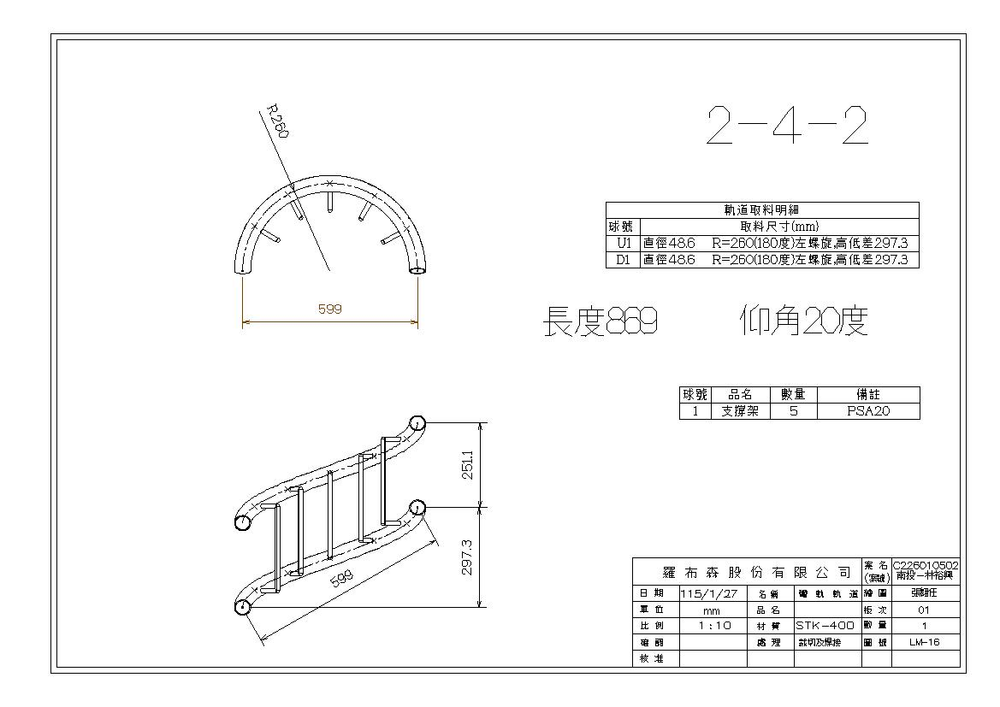 R260
2-4-2
軌道取料明細
球號 取料尺寸(mm)
U1 直徑48.6 R=260(180度)左螺旋,高低差297.3
D1 直徑48.6 R=260(180度)左螺旋,高低差297.3
599
長度869 仰角20度
球號 品名 數量 備註
1 支撐架 5 PSA20
251.1
297.3
599
羅布森股份有限公司 案名(案號) C226010502 南投-林裕興
日期 115/1/27 名稱 電軌軌道 繪圖 張翔任
單位 mm 品名 板次 01
比例 1:10 材質 STK-400 數量 1
確認 處理 裁切及焊接 圖號 LM-16
核准